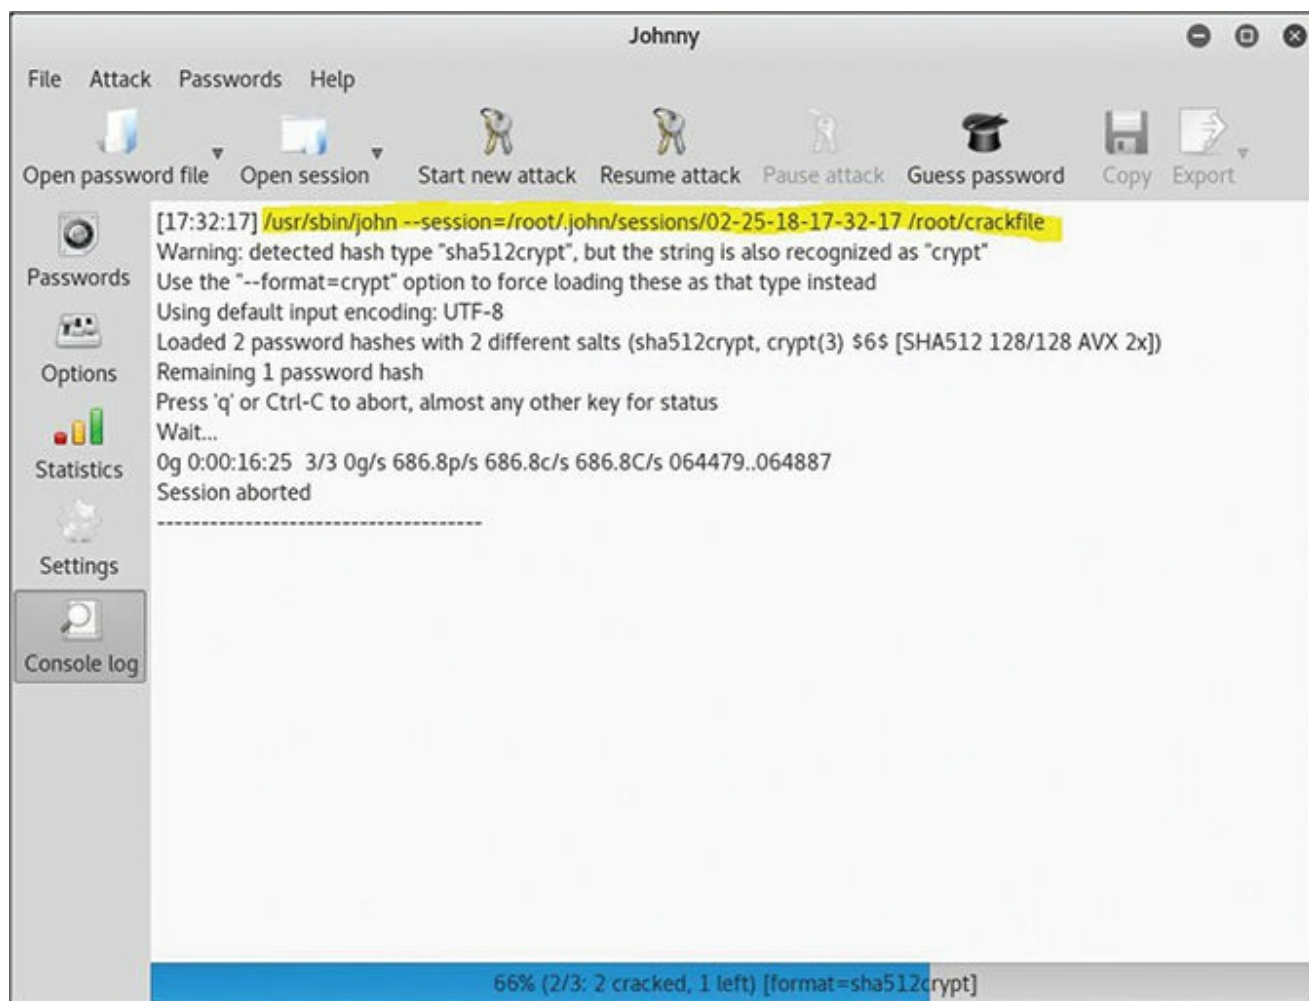 Johnny
File Attack Passwords Help
Open password file Open session Start new attack Resume attack Pause attack Guess password Copy Export
Passwords
Options
Statistics
Settings
Console log
[17:32:17] /usr/sbin/john --session=/root/.john/sessions/02-25-18-17-32-17 /root/crackfile
Warning: detected hash type "sha512crypt", but the string is also recognized as "crypt"
Use the "--format=crypt" option to force loading these as that type instead
Using default input encoding: UTF-8
Loaded 2 password hashes with 2 different salts (sha512crypt, crypt(3) $6$ [SHA512 128/128 AVX 2x])
Remaining 1 password hash
Press 'q' or Ctrl-C to abort, almost any other key for status
Wait...
0g 0:00:16:25 3/3 0g/s 686.8p/s 686.8c/s 686.8C/s 064479..064887
Session aborted
-------------------------------------
66% (2/3: 2 cracked, 1 left) [format=sha512crypt]